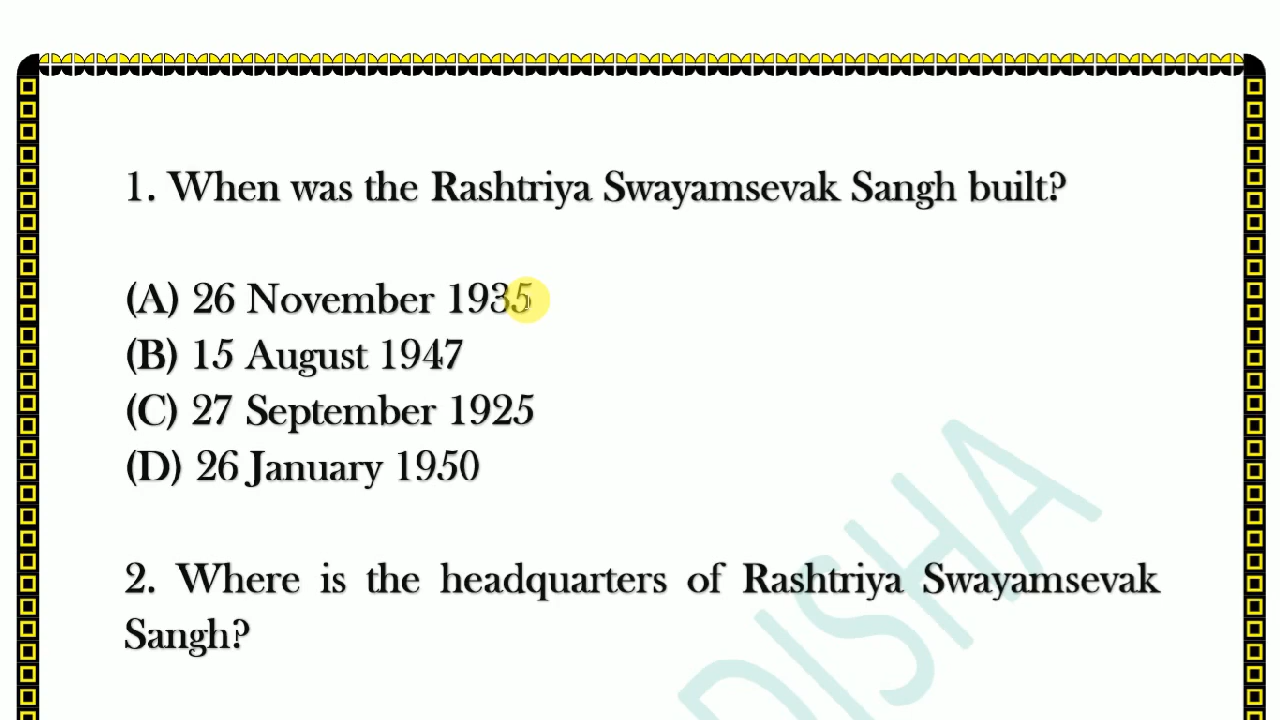 1. When was the Rashtriya Swayamsevak Sangh built?
(A) 26 November 1935
(B) 15 August 1947
(C) 27 September 1925
(D) 26 January 1950
2. Where is the headquarters of Rashtriya Swayamsevak
Sangh?
DISHA